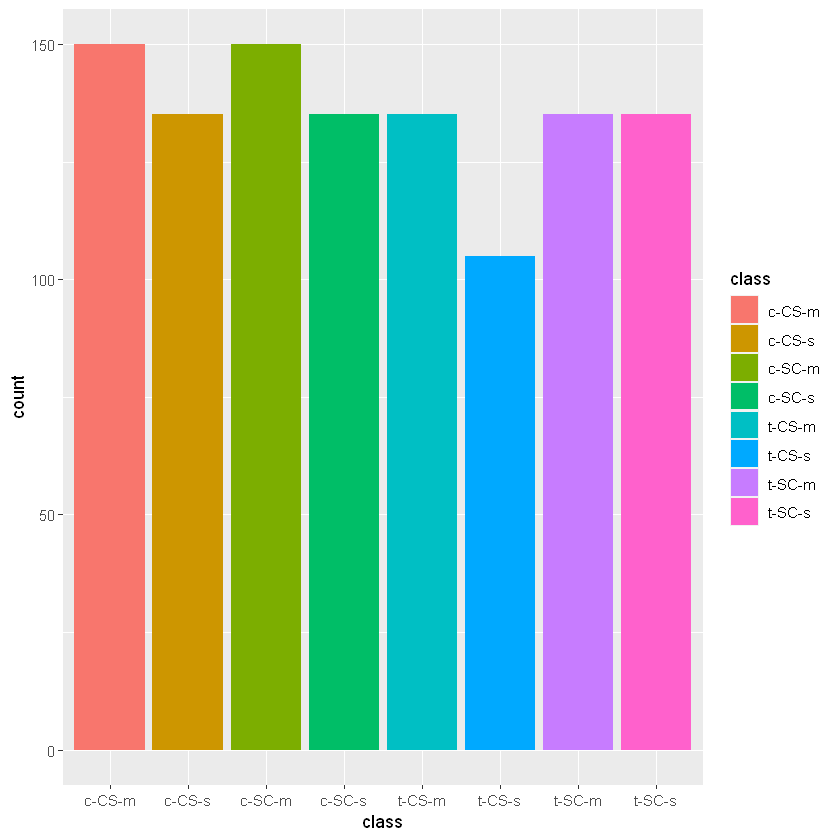 150
100
50
0
count
c-CS-m c-CS-s c-SC-m c-SC-s t-CS-m t-CS-s t-SC-m t-SC-s
class
class
c-CS-m
c-CS-s
c-SC-m
c-SC-s
t-CS-m
t-CS-s
t-SC-m
t-SC-s